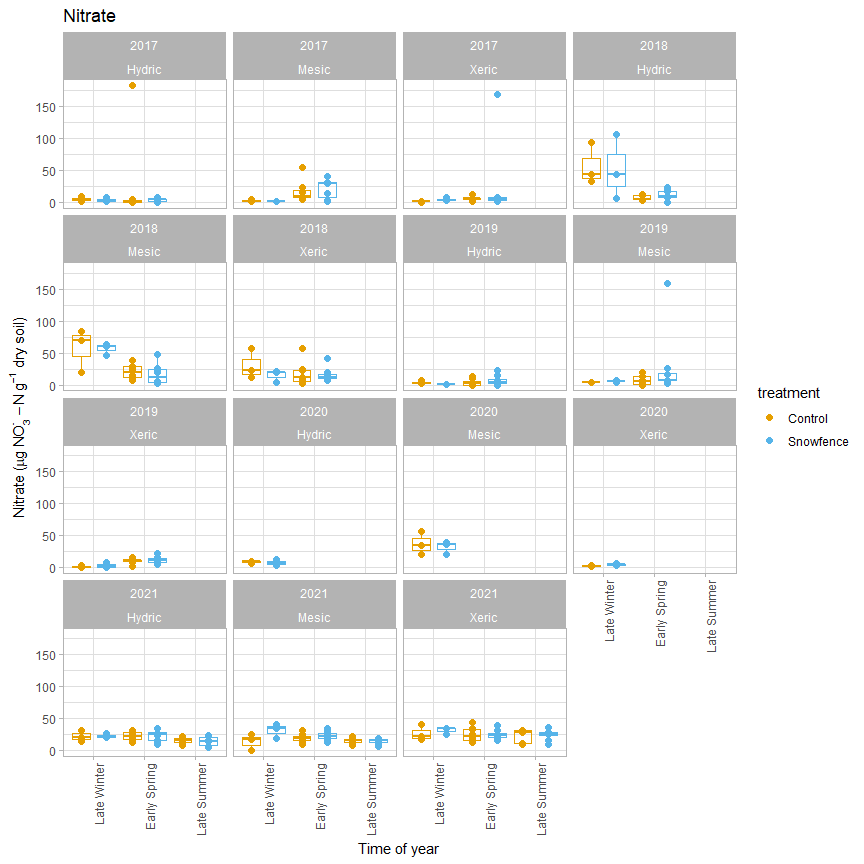 Nitrate
2017
Hydric
2017
Mesic
2017
Xeric
2018
Hydric
150
100
50
0
2018
Mesic
2018
Xeric
2019
Hydric
2019
Mesic
150
100
50
0
2019
Xeric
2020
Hydric
2020
Mesic
2020
Xeric
150
100
50
0
Late Winter
Early Spring
Late Summer
2021
Hydric
2021
Mesic
2021
Xeric
150
100
50
0
Late Winter
Early Spring
Late Summer
Late Winter
Early Spring
Late Summer
Late Winter
Early Spring
Late Summer
Time of year
Nitrate (μg NO₃⁻ − N g⁻¹ dry soil)
treatment
Control
Snowfence